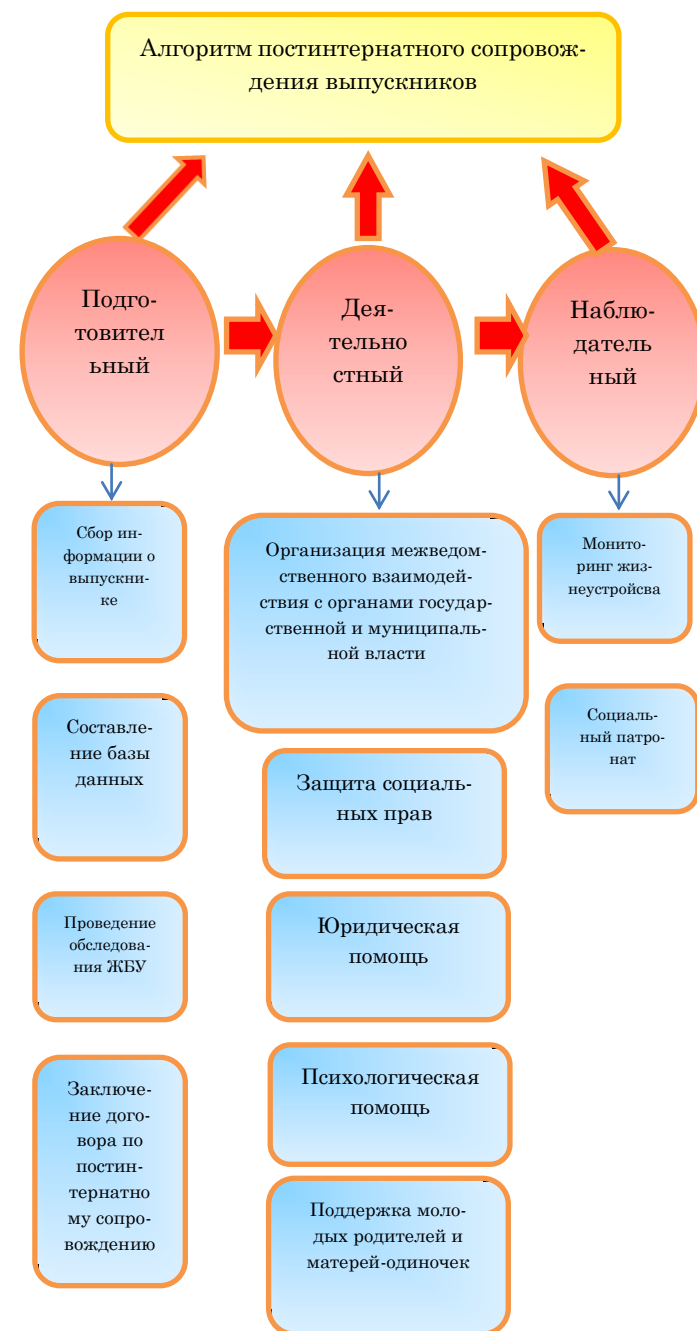 Алгоритм постинтернатного сопровож-
дения выпускников
Подго-
товител
ьный
Дея-
тельно
стный
Наблю-
датель
ный
Сбор ин-
формации о
выпускни-
ке
Составле-
ние базы
данных
Проведение
обследова-
ния ЖБУ
Заключе-
ние дого-
вора по
постин-
тернатно
му сопро-
вождению
Организация межведом-
ственного взаимодей-
ствия с органами государ-
ственной и муниципаль-
ной власти
Защита социаль-
ных прав
Юридическая
помощь
Психологическая
помощь
Поддержка моло-
дых родителей и
матерей-одиночек
Монито-
ринг жиз-
неустройсва
Социаль-
ный патро-
нат